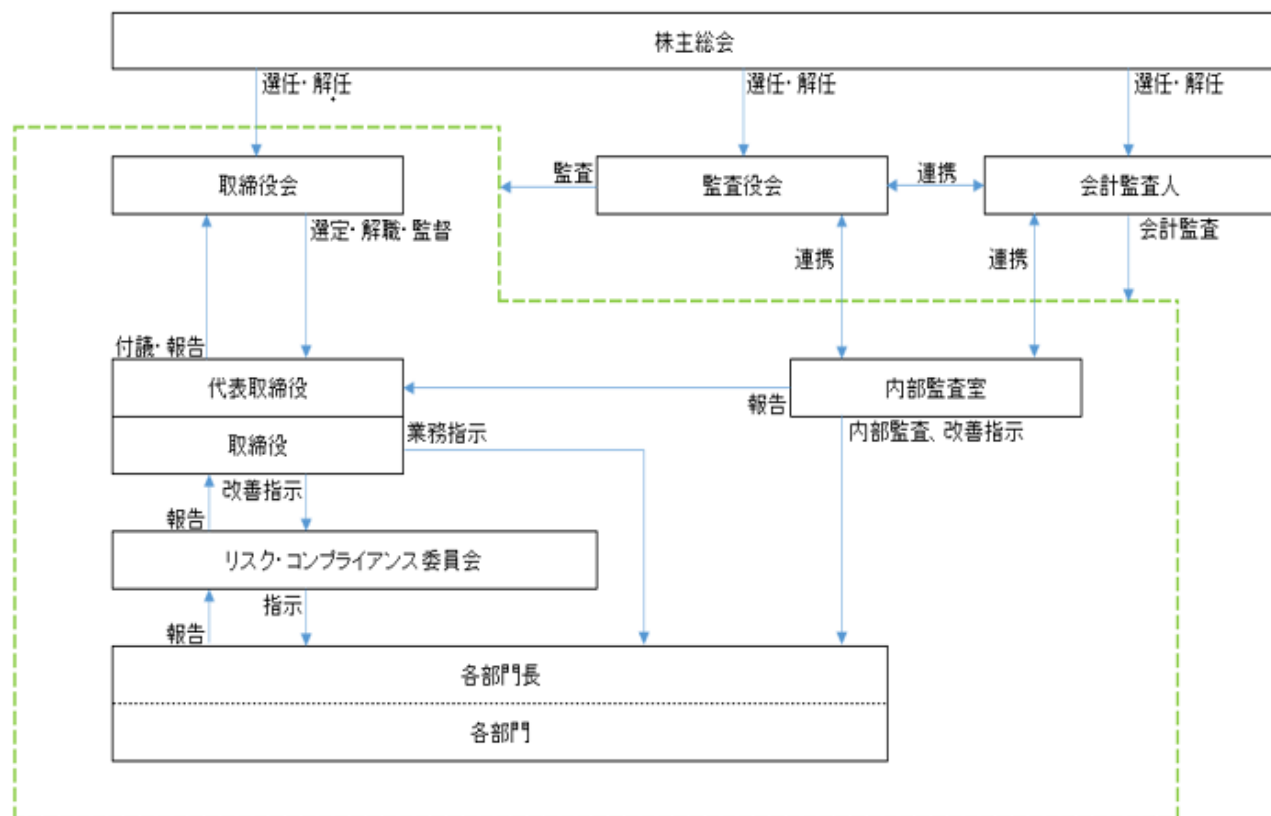 株主総会
選任・解任
選任・解任
選任・解任
取締役会
監査
監査役会
連携
会計監査人
選定・解職・監督
会計監査
連携
連携
付議・報告
代表取締役
報告
内部監査室
取締役
業務指示
内部監査、改善指示
改善指示
報告
リスク・コンプライアンス委員会
指示
報告
各部門長
各部門